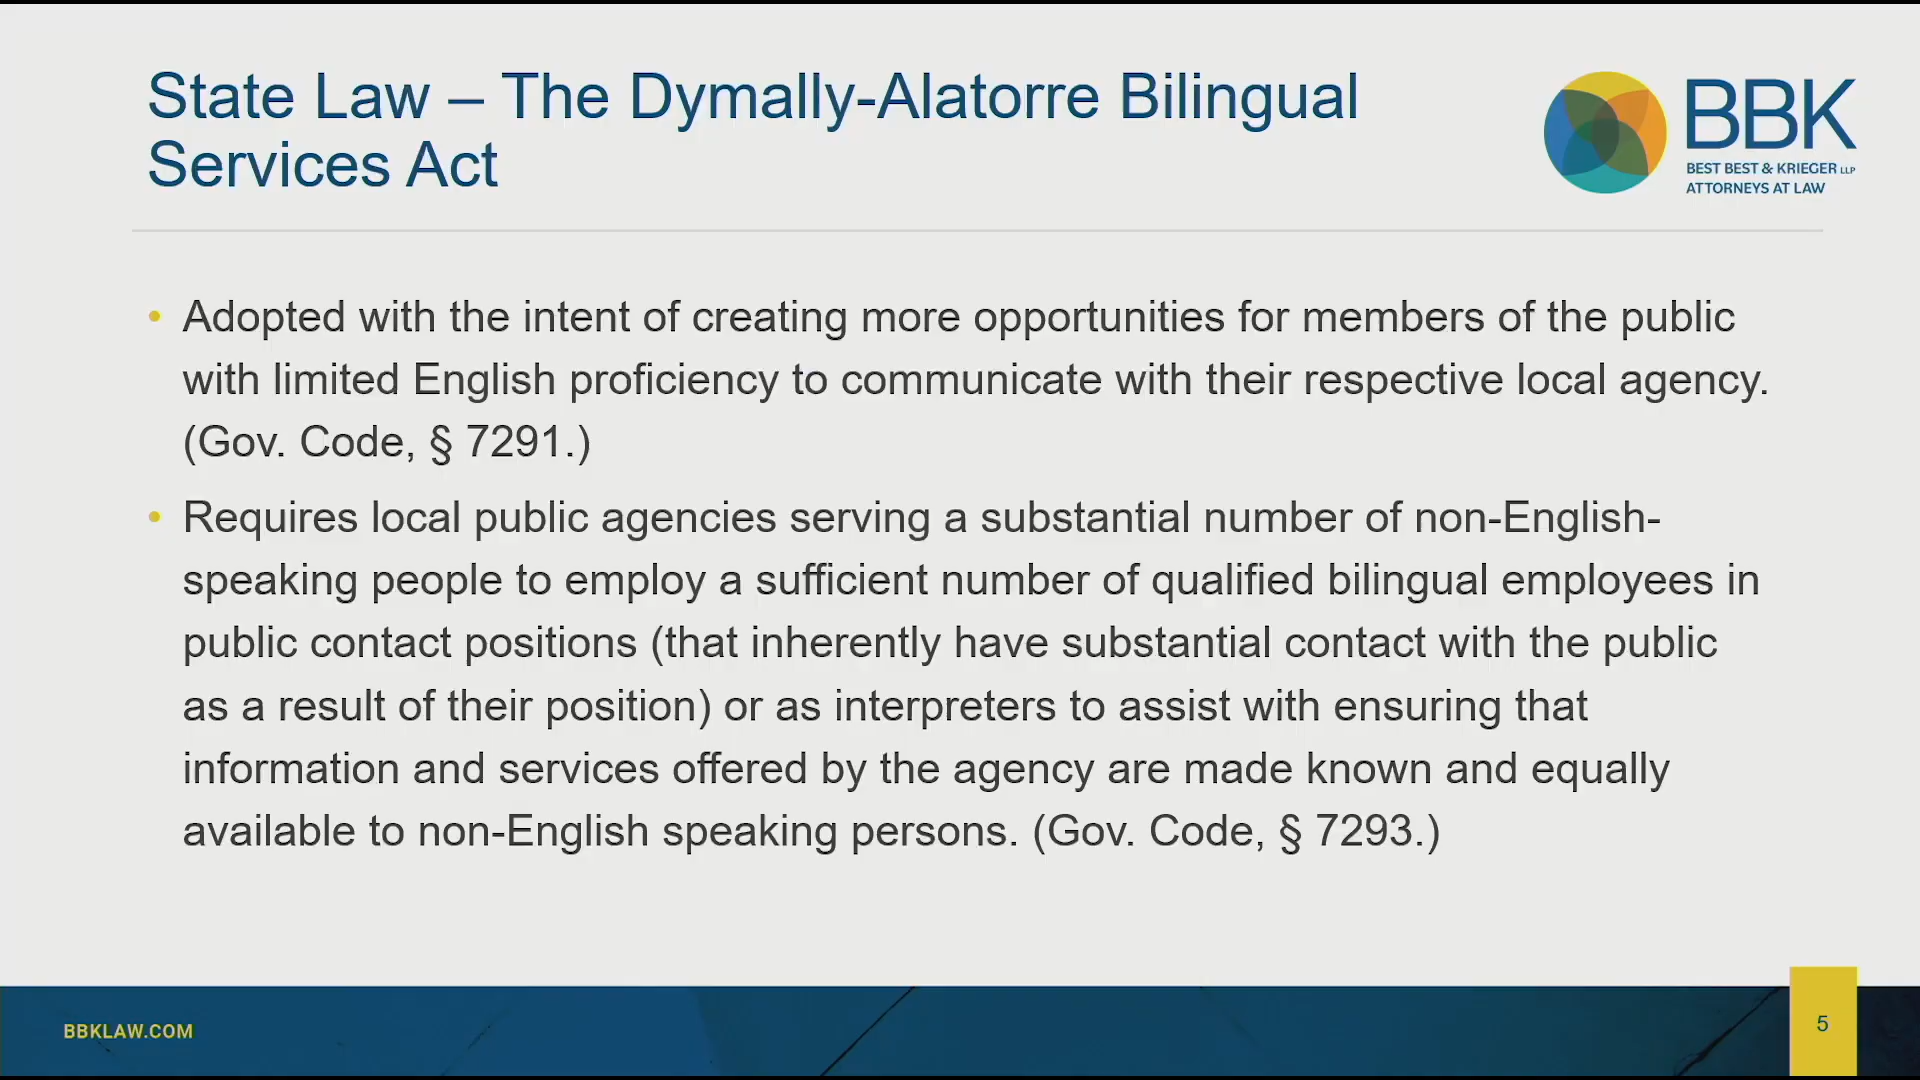 State Law – The Dymally-Alatorre Bilingual
Services Act
BBK
BEST BEST & KRIEGER LLP
ATTORNEYS AT LAW
• Adopted with the intent of creating more opportunities for members of the public
with limited English proficiency to communicate with their respective local agency.
(Gov. Code, § 7291.)
• Requires local public agencies serving a substantial number of non-English-
speaking people to employ a sufficient number of qualified bilingual employees in
public contact positions (that inherently have substantial contact with the public
as a result of their position) or as interpreters to assist with ensuring that
information and services offered by the agency are made known and equally
available to non-English speaking persons. (Gov. Code, § 7293.)
BBKLAW.COM
5